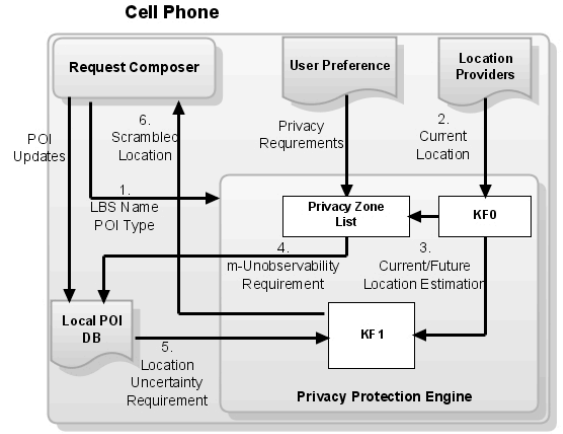 Cell Phone
Request Composer
User Preference
Location
Providers
POI
Updates
6.
Scrambled
Location
Privacy
Requrements
2.
Current
Location
1.
LBS Name
POI Type
Privacy Zone
List
KF0
4.
m-Unobservability
Requirement
3.
Current/Future
Location Estimation
Local POI
DB
KF1
5.
Location
Uncertainty
Requirement
Privacy Protection Engine